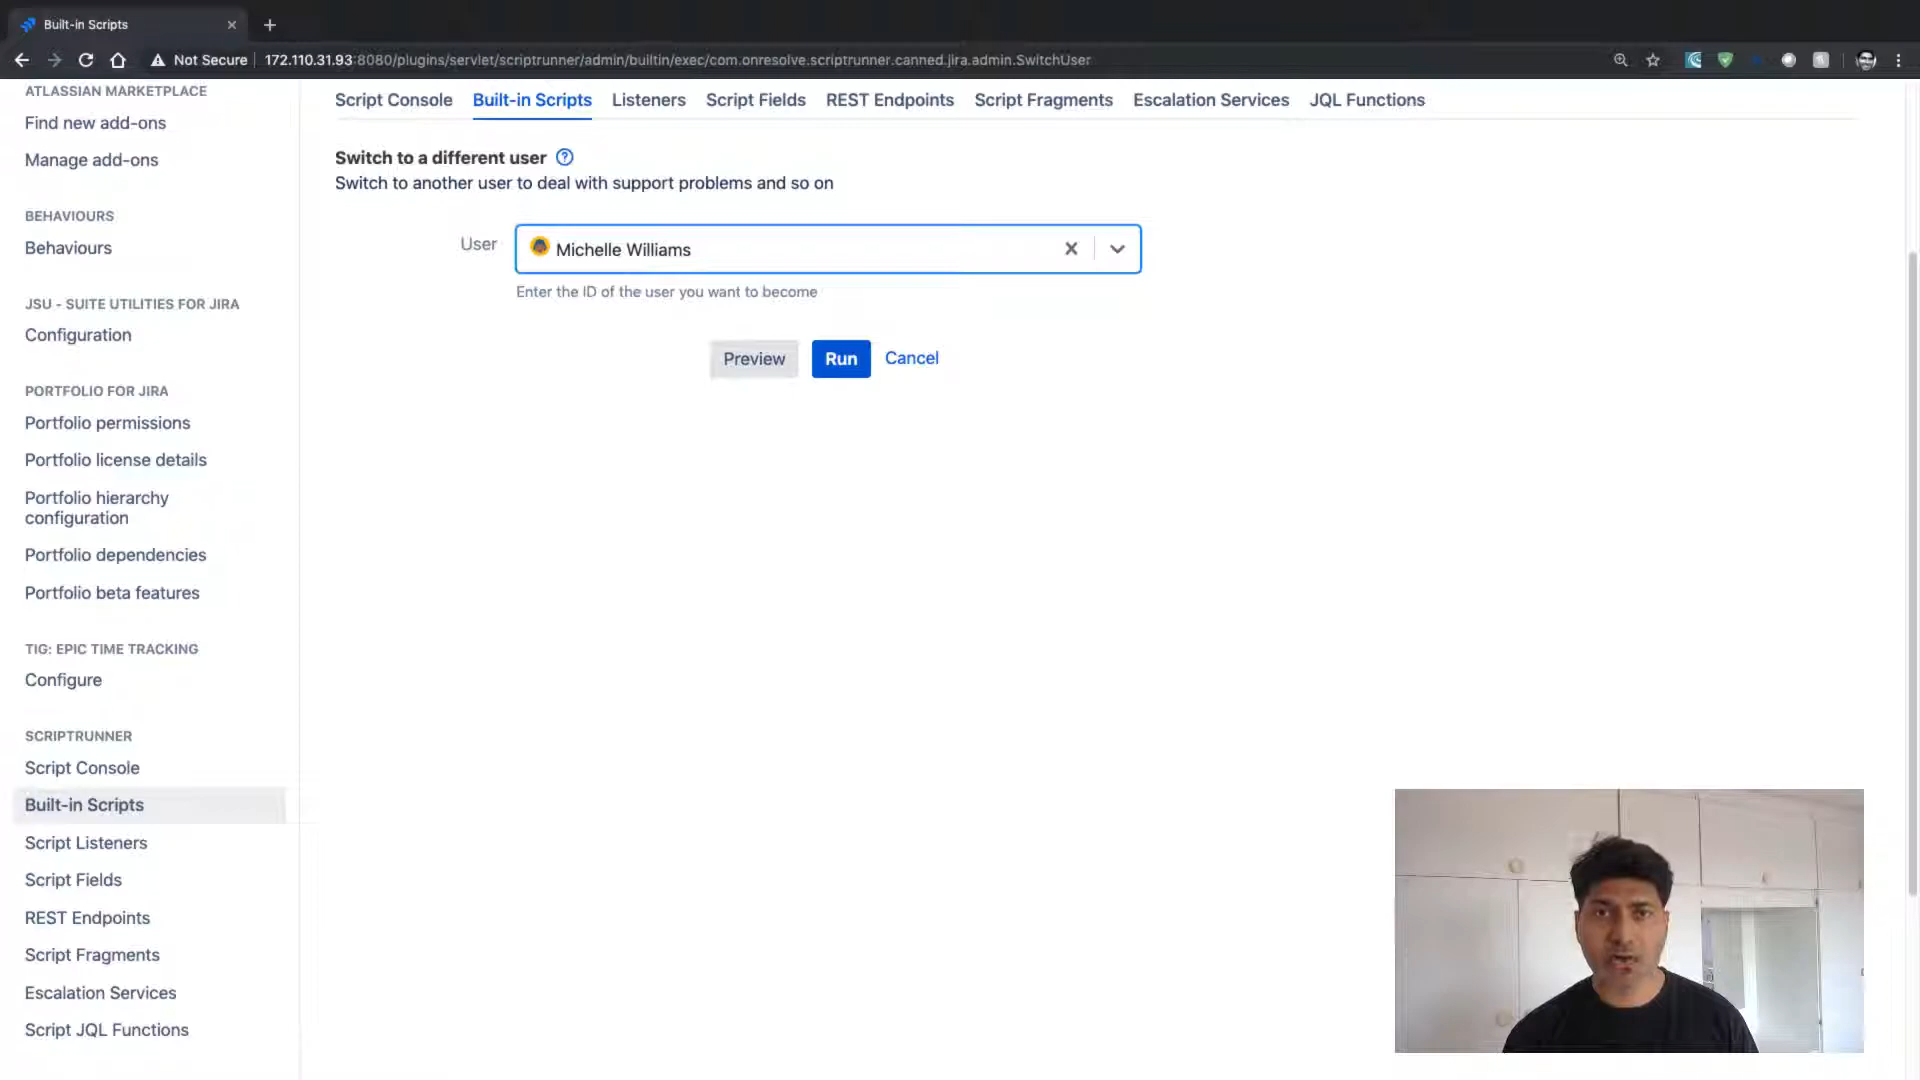 Built-in Scripts
Not Secure
172.110.31.93:8080/plugins/servlet/scriptrunner/admin/builtin/exec/com.onresolve.scriptrunner.canned.jira.admin.SwitchUser
ATLASSIAN MARKETPLACE
Find new add-ons
Manage add-ons
BEHAVIOURS
Behaviours
JSU - SUITE UTILITIES FOR JIRA
Configuration
PORTFOLIO FOR JIRA
Portfolio permissions
Portfolio license details
Portfolio hierarchy
configuration
Portfolio dependencies
Portfolio beta features
TIG: EPIC TIME TRACKING
Configure
SCRIPTRUNNER
Script Console
Built-in Scripts
Script Listeners
Script Fields
REST Endpoints
Script Fragments
Escalation Services
Script JQL Functions
Script Console Built-in Scripts Listeners Script Fields REST Endpoints Script Fragments Escalation Services JQL Functions
Switch to a different user
Switch to another user to deal with support problems and so on
User Michelle Williams
Enter the ID of the user you want to become
Preview Run Cancel